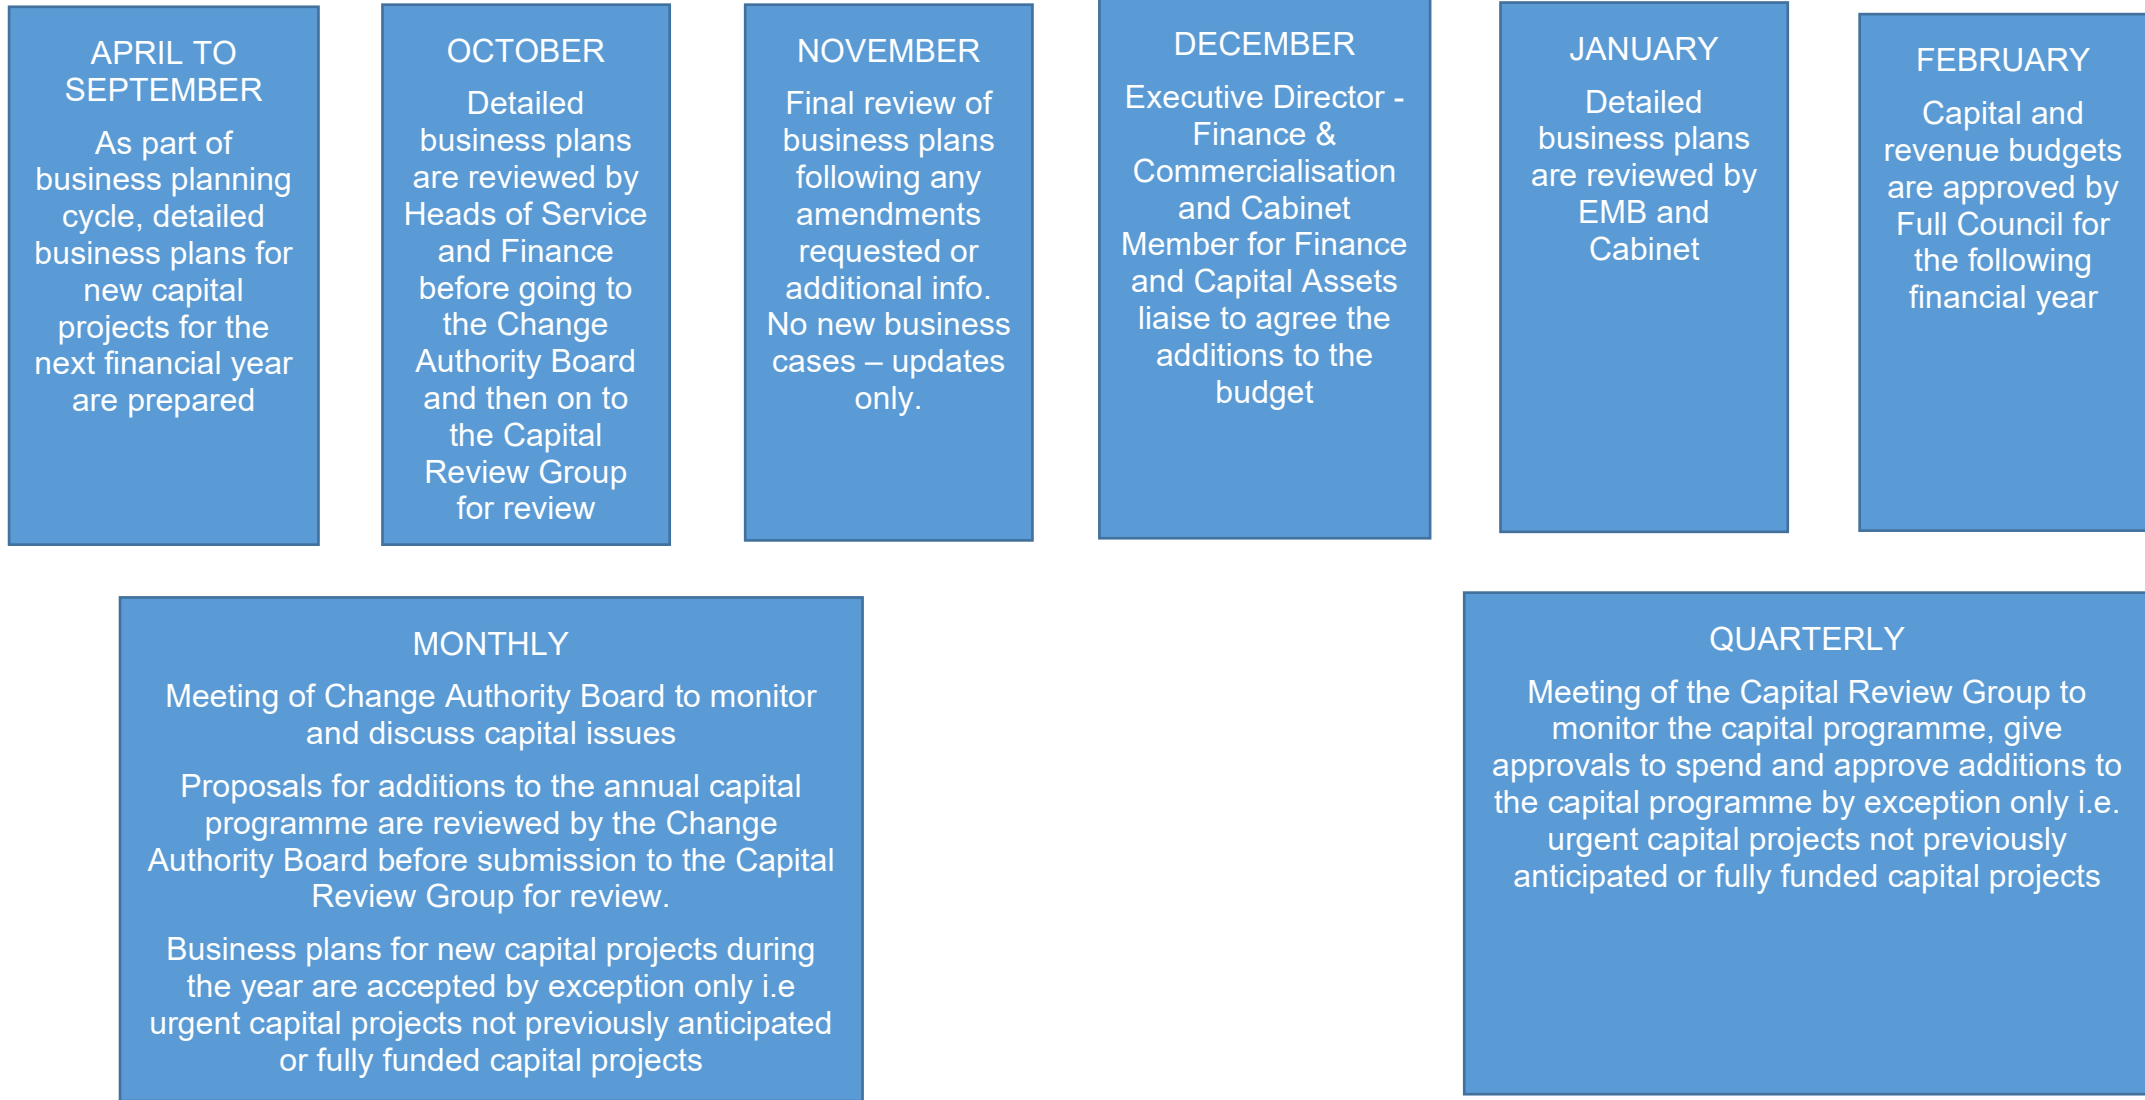 APRIL TO
SEPTEMBER
As part of
business planning
cycle, detailed
business plans for
new capital
projects for the
next financial year
are prepared
OCTOBER
Detailed
business plans
are reviewed by
Heads of Service
and Finance
before going to
the Change
Authority Board
and then on to
the Capital
Review Group
for review
NOVEMBER
Final review of
business plans
following any
amendments
requested or
additional info.
No new business
cases – updates
only.
DECEMBER
Executive Director -
Finance &
Commercialisation
and Cabinet
Member for Finance
and Capital Assets
liaise to agree the
additions to the
budget
JANUARY
Detailed
business plans
are reviewed by
EMB and
Cabinet
FEBRUARY
Capital and
revenue budgets
are approved by
Full Council for
the following
financial year
MONTHLY
Meeting of Change Authority Board to monitor
and discuss capital issues
Proposals for additions to the annual capital
programme are reviewed by the Change
Authority Board before submission to the Capital
Review Group for review.
Business plans for new capital projects during
the year are accepted by exception only i.e
urgent capital projects not previously anticipated
or fully funded capital projects
QUARTERLY
Meeting of the Capital Review Group to
monitor the capital programme, give
approvals to spend and approve additions to
the capital programme by exception only i.e.
urgent capital projects not previously
anticipated or fully funded capital projects